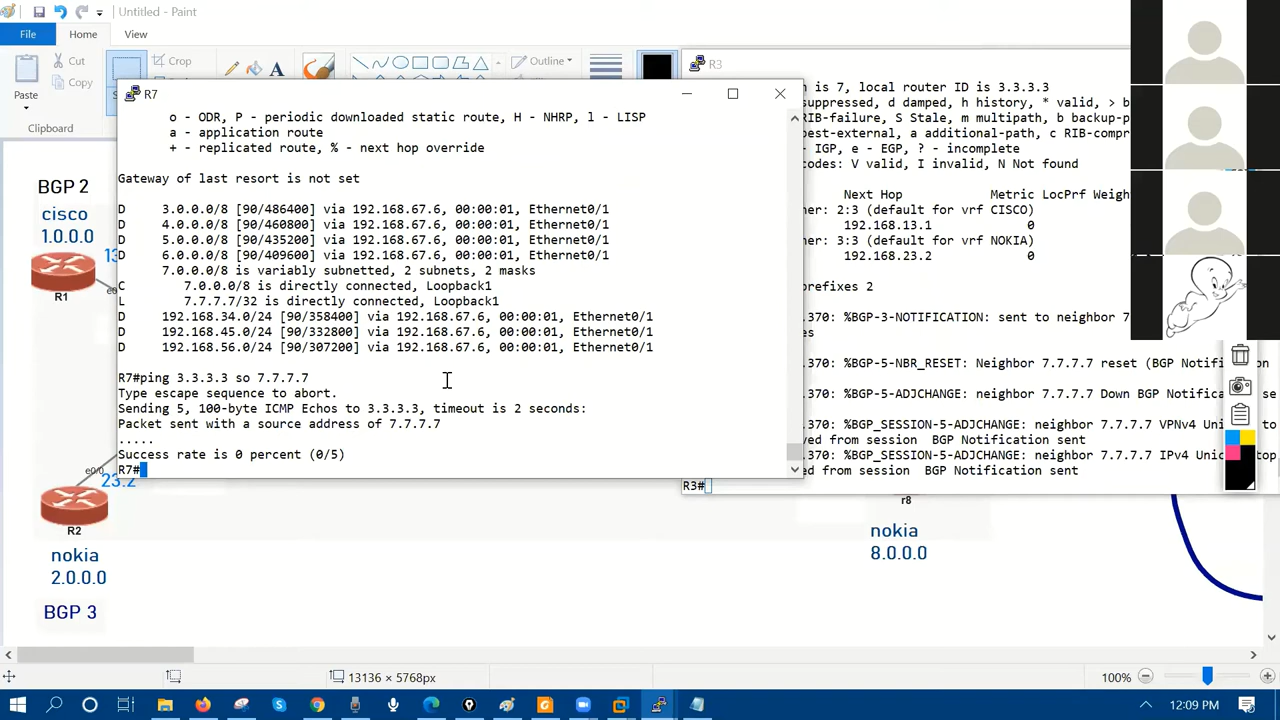 Untitled - Paint
File
Home
View
Cut
Copy
Paste
Clipboard
Crop
Outline
R7
o - ODR, P - periodic downloaded static route, H - NHRP, l - LISP
a - application route
+ - replicated route, % - next hop override
Gateway of last resort is not set
D 3.0.0.0/8 [90/486400] via 192.168.67.6, 00:00:01, Ethernet0/1
D 4.0.0.0/8 [90/460800] via 192.168.67.6, 00:00:01, Ethernet0/1
D 5.0.0.0/8 [90/435200] via 192.168.67.6, 00:00:01, Ethernet0/1
D 6.0.0.0/8 [90/409600] via 192.168.67.6, 00:00:01, Ethernet0/1
7.0.0.0/8 is variably subnetted, 2 subnets, 2 masks
C 7.0.0.0/8 is directly connected, Loopback1
L 7.7.7.7/32 is directly connected, Loopback1
D 192.168.34.0/24 [90/358400] via 192.168.67.6, 00:00:01, Ethernet0/1
D 192.168.45.0/24 [90/332800] via 192.168.67.6, 00:00:01, Ethernet0/1
D 192.168.56.0/24 [90/307200] via 192.168.67.6, 00:00:01, Ethernet0/1
R7#ping 3.3.3.3 so 7.7.7.7
Type escape sequence to abort.
Sending 5, 100-byte ICMP Echos to 3.3.3.3, timeout is 2 seconds:
Packet sent with a source address of 7.7.7.7
.....
Success rate is 0 percent (0/5)
R7#
R3
n is 7, local router ID is 3.3.3.3
suppressed, d damped, h history, * valid, > b
RIB-failure, S Stale, m multipath, b backup-p
best-external, a additional-path, c RIB-compr
- IGP, e - EGP, ? - incomplete
codes: V valid, I invalid, N Not found
Next Hop Metric LocPrf Weigh
her: 2:3 (default for vrf CISCO)
192.168.13.1 0
her: 3:3 (default for vrf NOKIA)
192.168.23.2 0
prefixes 2
.370: %BGP-3-NOTIFICATION: sent to neighbor 7
es
.370: %BGP-5-NBR_RESET: Neighbor 7.7.7.7 reset (BGP Notificat
.370: %BGP-5-ADJCHANGE: neighbor 7.7.7.7 Down BGP Notification
.370: %BGP_SESSION-5-ADJCHANGE: neighbor 7.7.7.7 VPNv4 Uni to
ved from session BGP Notification sent
.370: %BGP_SESSION-5-ADJCHANGE: neighbor 7.7.7.7 IPv4 Unic top
ved from session BGP Notification sent
R3#
BGP 2
cisco
1.0.0.0
13
R1
e0
e0/0
23.2
R2
nokia
2.0.0.0
BGP 3
r8
nokia
8.0.0.0
13136 × 5768px
100%
12:09 PM